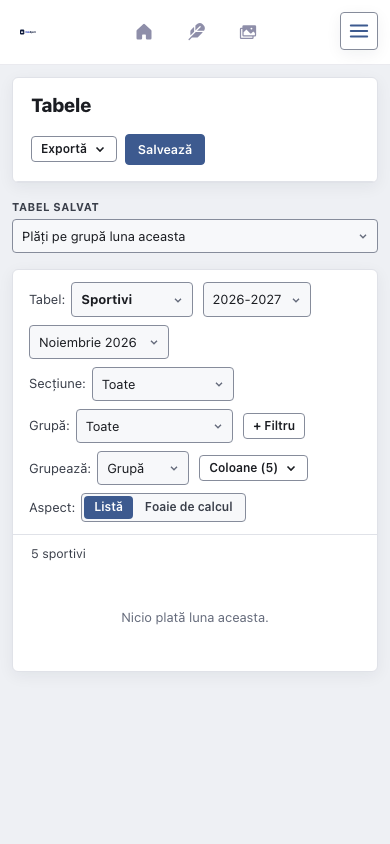 Tabele
Exportă
Salvează
TABEL SALVAT
Plăți pe grupă luna aceasta
Tabel: Sportivi 2026-2027
Noiembrie 2026
Secțiune: Toate
Grupă: Toate + Filtru
Grupează: Grupă Coloane (5)
Aspect: Listă Foaie de calcul
5 sportivi
Nicio plată luna aceasta.